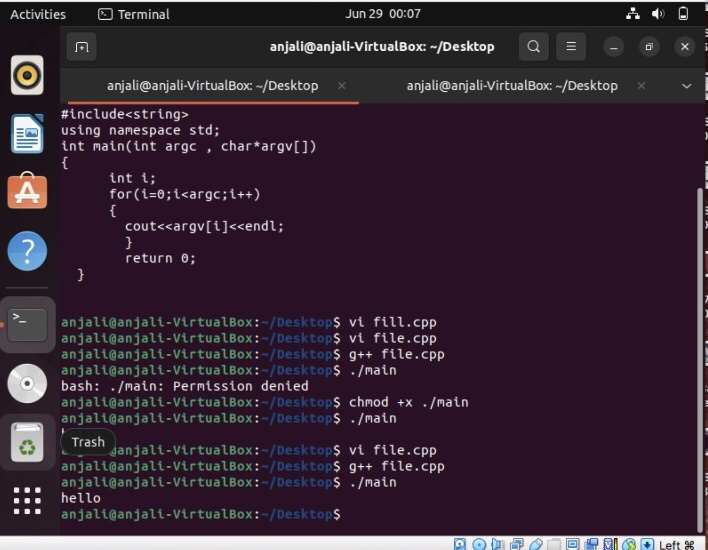 Activities Terminal Jun 29 00:07
anjali@anjali-VirtualBox: ~/Desktop
anjali@anjali-VirtualBox: ~/Desktop anjali@anjali-VirtualBox: ~/Desktop
#include<string>
using namespace std;
int main(int argc , char*argv[])
{
int i;
for(i=0;i<argc;i++)
{
cout<<argv[i]<<endl;
}
return 0;
}
anjali@anjali-VirtualBox:~/Desktop$ vi fill.cpp
anjali@anjali-VirtualBox:~/Desktop$ vi file.cpp
anjali@anjali-VirtualBox:~/Desktop$ g++ file.cpp
anjali@anjali-VirtualBox:~/Desktop$ ./main
bash: ./main: Permission denied
anjali@anjali-VirtualBox:~/Desktop$ chmod +x ./main
anjali@anjali-VirtualBox:~/Desktop$ ./main
Trash
anjali@anjali-VirtualBox:~/Desktop$ vi file.cpp
anjali@anjali-VirtualBox:~/Desktop$ g++ file.cpp
anjali@anjali-VirtualBox:~/Desktop$ ./main
hello
anjali@anjali-VirtualBox:~/Desktop$
Left ⌘